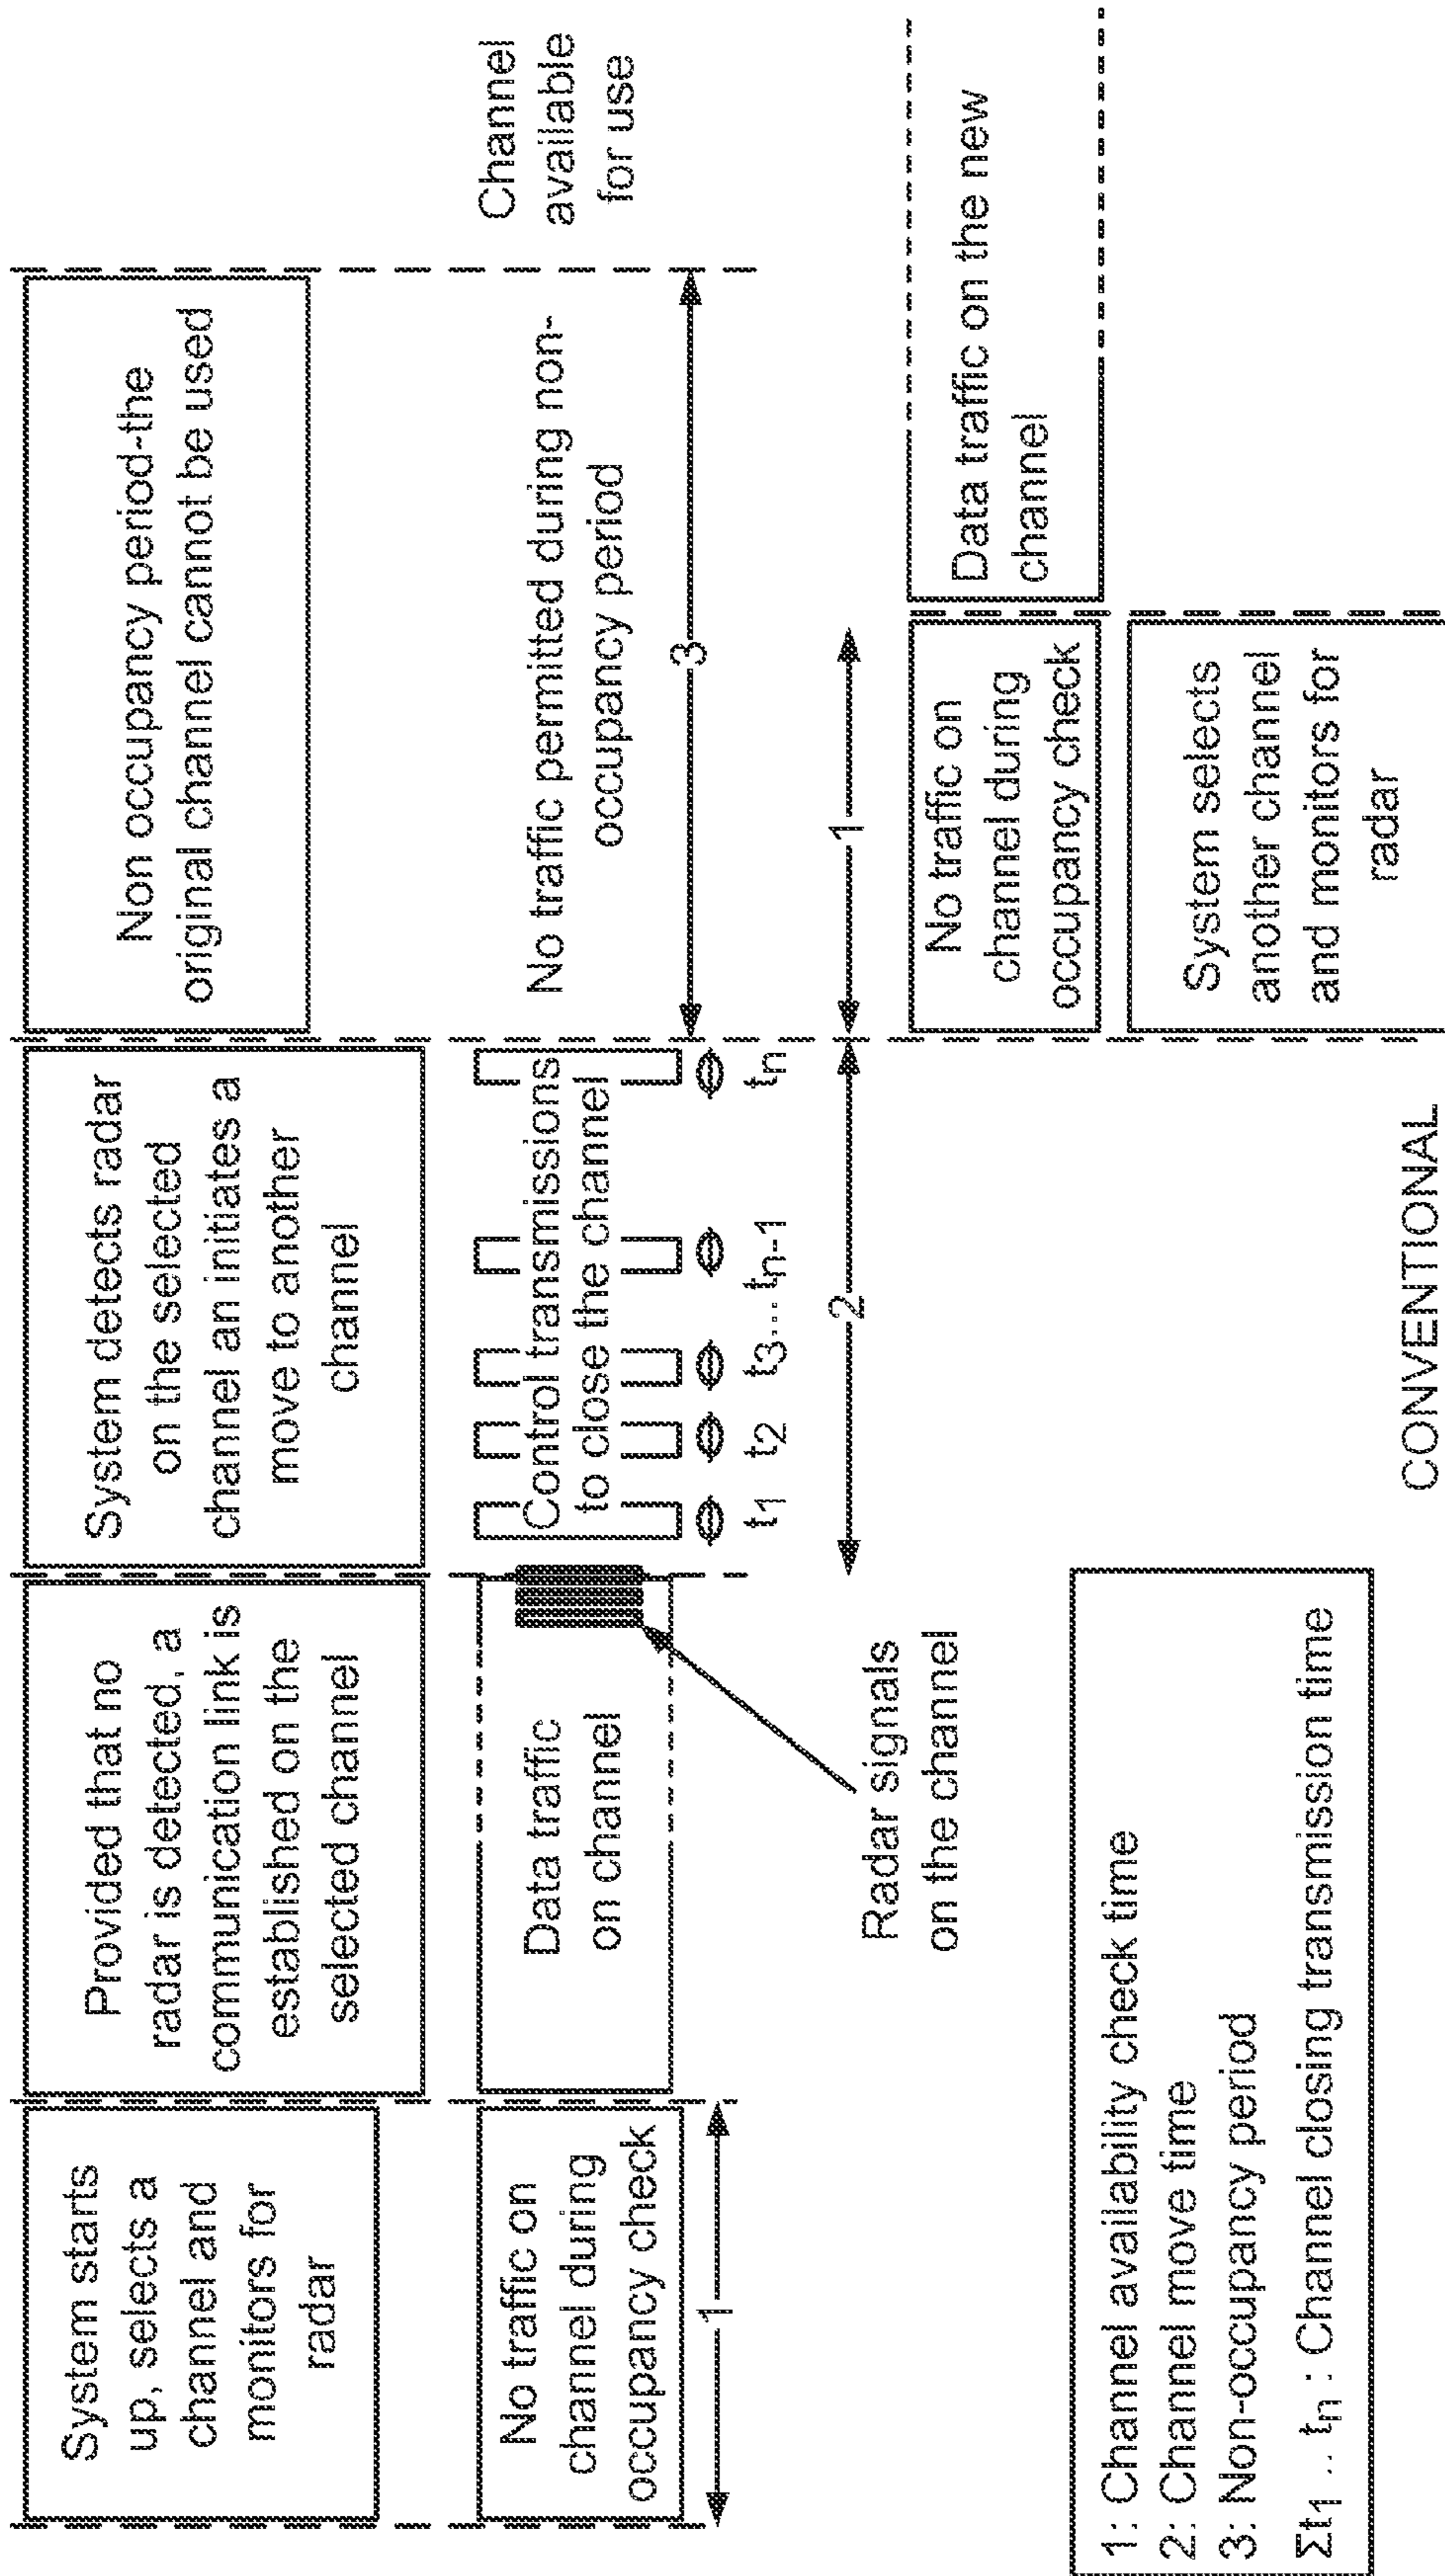 System starts
up, selects a
channel and
monitors for
radar
Provided that no
radar is detected, a
communication link is
established on the
selected channel
System detects radar
on the selected
channel an initiates a
move to another
channel
Non occupancy period-the
original channel cannot be used
No traffic on
channel during
occupancy check
1
Data traffic
on channel
Radar signals
on the channel
Control transmissions
to close the channel
t1 t2 t3... tn-1 tn
2
No traffic permitted during non-
occupancy period
3
Channel
available
for use
1
No traffic on
channel during
occupancy check
Data traffic on the new
channel
System selects
another channel
and monitors for
radar
1: Channel availability check time
2: Channel move time
3: Non-occupancy period
Σt1 .. tn : Channel closing transmission time
CONVENTIONAL